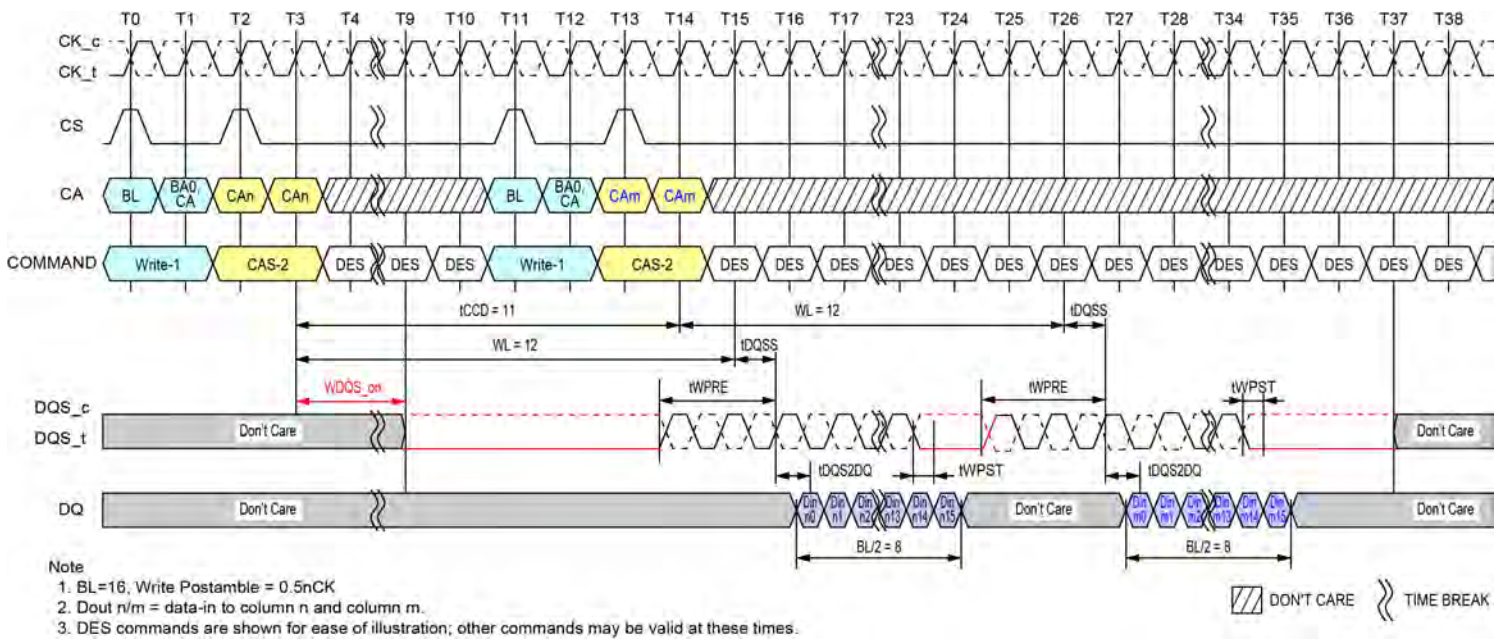 T0 T1 T2 T3 T4 T9 T10 T11 T12 T13 T14 T15 T16 T17 T23 T24 T25 T26 T27 T28 T34 T35 T36 T37 T38
CK_c
CK_t
CS
CA BL BA0, CA CAn CAn BL BA0, CA CAm CAm
COMMAND Write-1 CAS-2 DES DES DES Write-1 CAS-2 DES DES DES DES DES DES DES DES DES DES DES DES DES DES
tCCD = 11 WL = 12 tDQSS
WL = 12 tDQSS
WDQS_on tWPRE tWPRE tWPST
DQS_c
DQS_t Don't Care Don't Care
tDQS2DQ tWPST tDQS2DQ
DQ Don't Care Din n0 Din n1 Din n2 Din n13 Din n14 Din n15 Don't Care Din m0 Din m1 Din m2 Din m13 Din m14 Din m15 Don't Care
BL/2 = 8 BL/2 = 8
Note
1. BL=16, Write Postamble = 0.5nCK
2. Dout n/m = data-in to column n and column m.
3. DES commands are shown for ease of illustration; other commands may be valid at these times.
DON'T CARE TIME BREAK